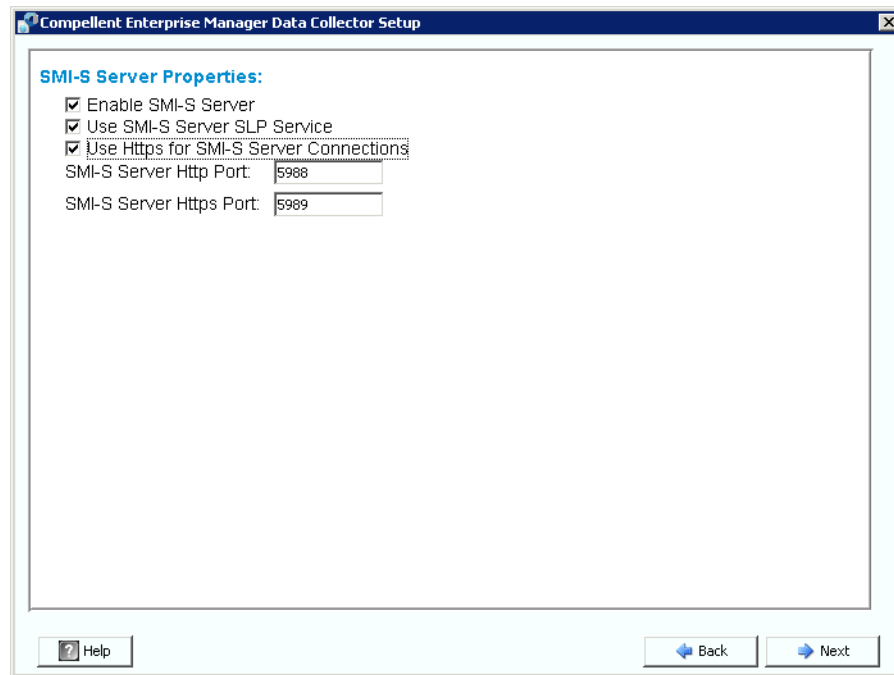 Compellent Enterprise Manager Data Collector Setup
SMI-S Server Properties:
Enable SMI-S Server
Use SMI-S Server SLP Service
Use Https for SMI-S Server Connections
SMI-S Server Http Port: 5988
SMI-S Server Https Port: 5989
? Help Back Next